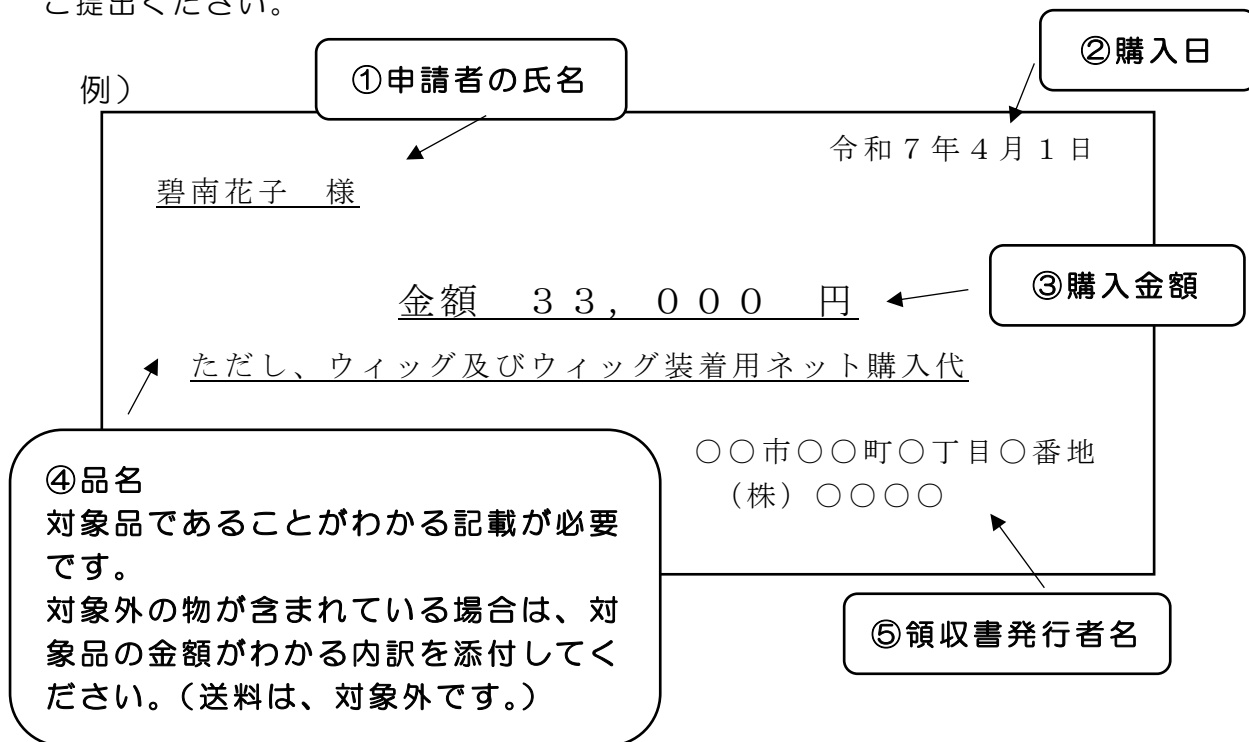 ご提出ください。
②購入日
①申請者の氏名
例）
令和７年４月１日
碧南花子　様
③購入金額
金額　３３，０００　円
ただし、ウィッグ及びウィッグ装着用ネット購入代
○○市○○町○丁目○番地
（株）○○○○
④品名
対象品であることがわかる記載が必要
です。
対象外の物が含まれている場合は、対
象品の金額がわかる内訳を添付してく
ださい。（送料は、対象外です。）
⑤領収書発行者名